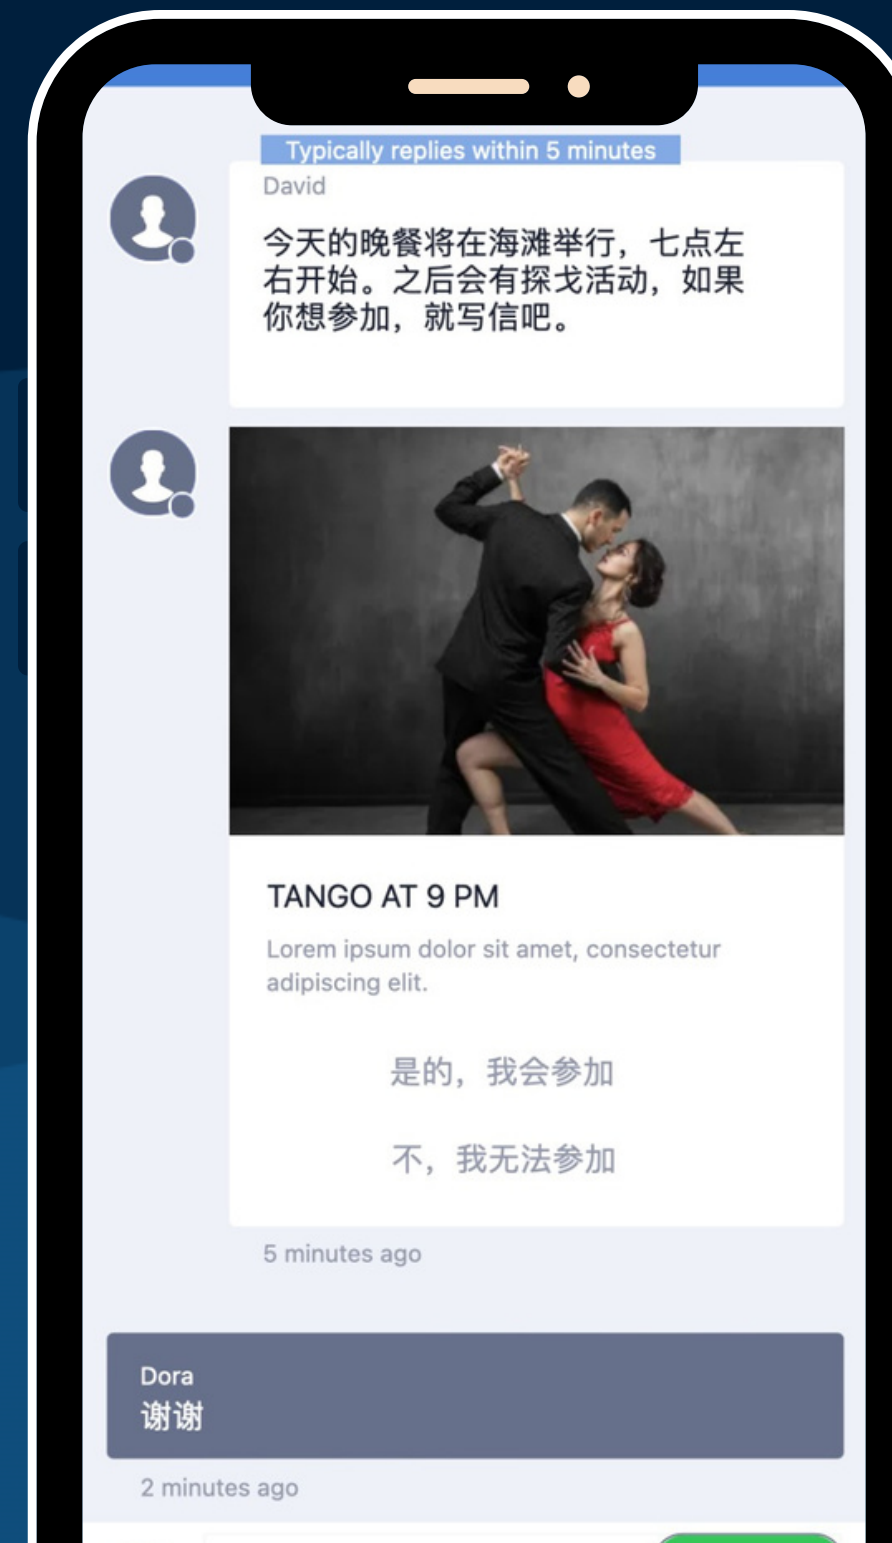 Typically replies within 5 minutes
David
今天的晚餐将在海滩举行，七点左
右开始。之后会有探戈活动，如果
你想参加，就写信吧。
TANGO AT 9 PM
Lorem ipsum dolor sit amet, consectetur
adipiscing elit.
是的，我会参加
不，我无法参加
5 minutes ago
Dora
谢谢
2 minutes ago